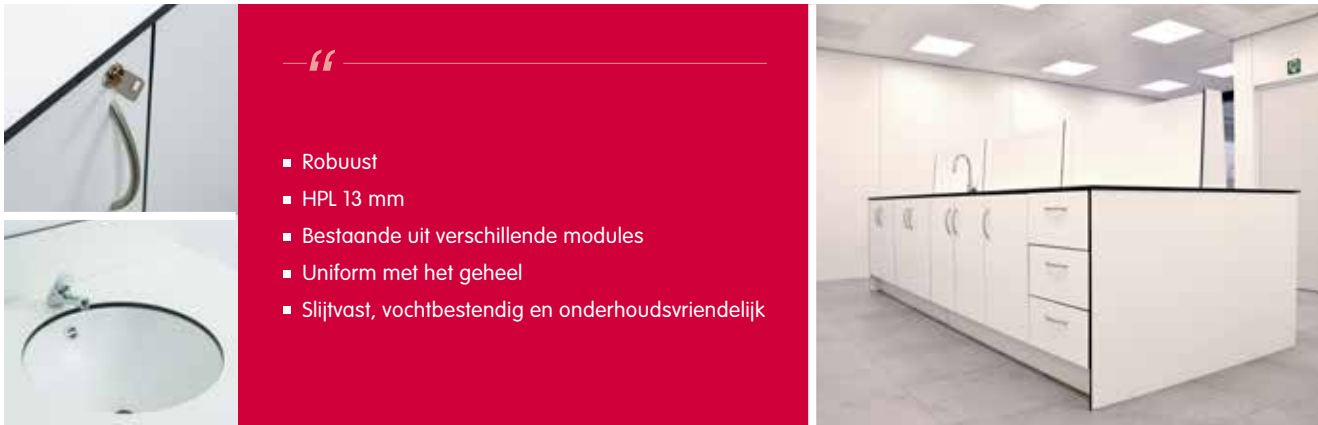 “
Robuust
HPL 13 mm
Bestaande uit verschillende modules
Uniform met het geheel
Slijtvast, vochtbestendig en onderhoudsvriendelijk